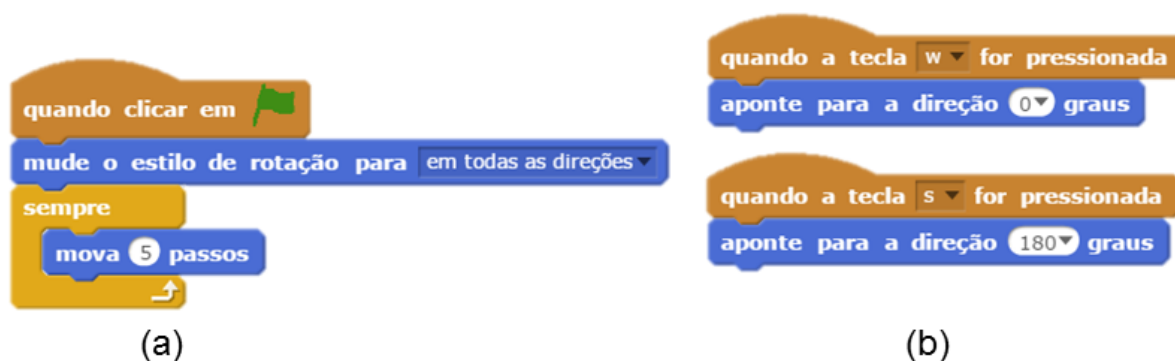 quando clicar em
mude o estilo de rotação para em todas as direções
sempre
mova 5 passos
(a)
quando a tecla w for pressionada
aponte para a direção 0 graus
quando a tecla s for pressionada
aponte para a direção 180 graus
(b)